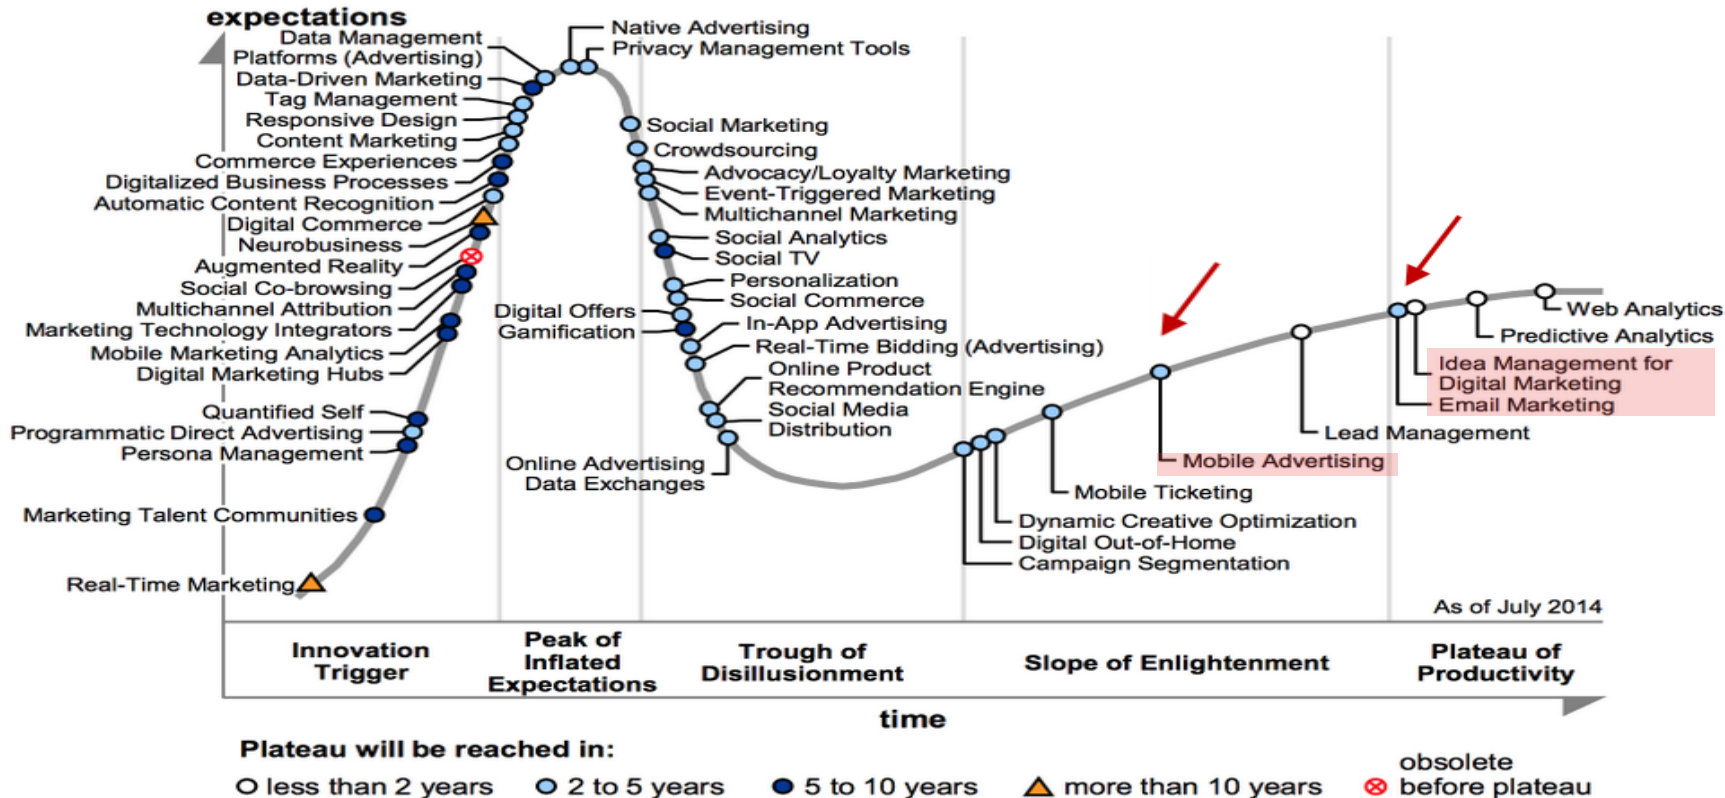 expectations
Data Management
Platforms (Advertising)
Data-Driven Marketing
Tag Management
Responsive Design
Content Marketing
Commerce Experiences
Digitalized Business Processes
Automatic Content Recognition
Digital Commerce
Neurobusiness
Augmented Reality
Social Co-browsing
Multichannel Attribution
Marketing Technology Integrators
Mobile Marketing Analytics
Digital Marketing Hubs
Quantified Self
Programmatic Direct Advertising
Persona Management
Marketing Talent Communities
Real-Time Marketing
Native Advertising
Privacy Management Tools
Social Marketing
Crowdsourcing
Advocacy/Loyalty Marketing
Event-Triggered Marketing
Multichannel Marketing
Social Analytics
Social TV
Personalization
Social Commerce
Digital Offers
Gamification
In-App Advertising
Real-Time Bidding (Advertising)
Online Product
Recommendation Engine
Social Media
Distribution
Online Advertising
Data Exchanges
Web Analytics
Predictive Analytics
Idea Management for
Digital Marketing
Email Marketing
Lead Management
Mobile Advertising
Mobile Ticketing
Dynamic Creative Optimization
Digital Out-of-Home
Campaign Segmentation
As of July 2014
Innovation
Trigger
Peak of
Inflated
Expectations
Trough of
Disillusionment
Slope of Enlightenment
Plateau of
Productivity
time
Plateau will be reached in:
less than 2 years
2 to 5 years
5 to 10 years
more than 10 years
obsolete
before plateau